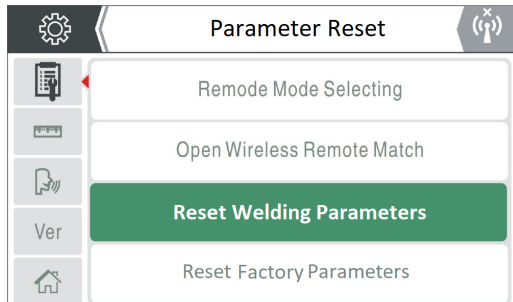 Parameter Reset
Remode Mode Selecting
Open Wireless Remote Match
Reset Welding Parameters
Ver
Reset Factory Parameters